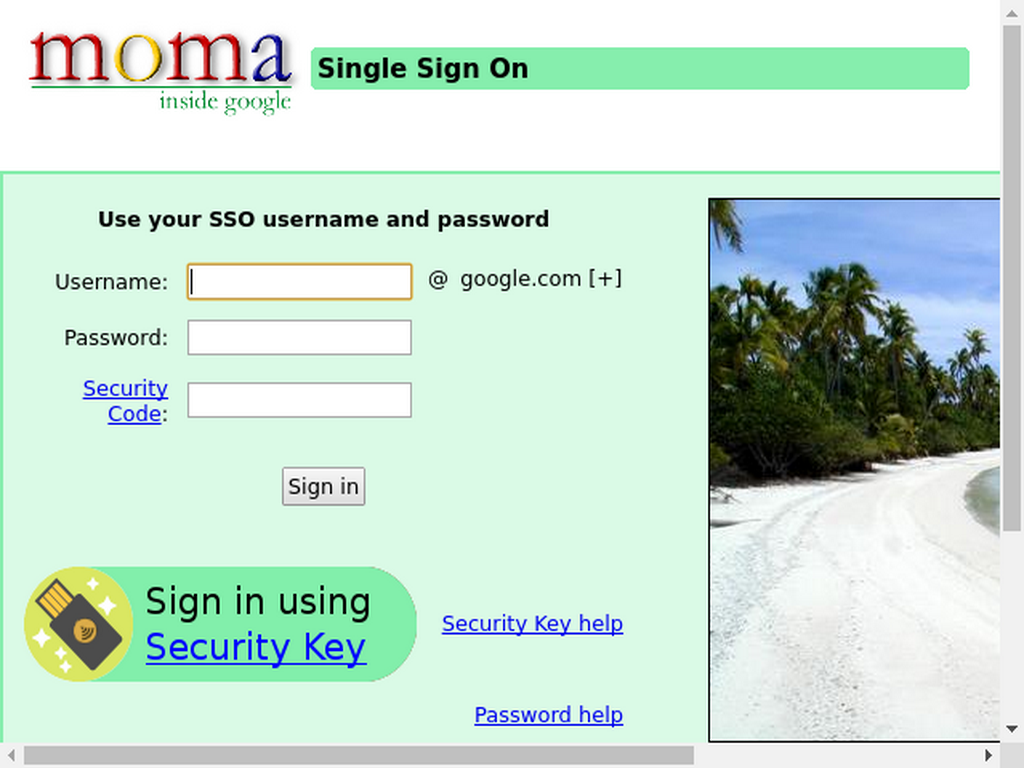 moma
inside google
Single Sign On
Use your SSO username and password
Username:
@ google.com [+]
Password:
Security
Code:
Sign in
Sign in using
Security Key
Security Key help
Password help